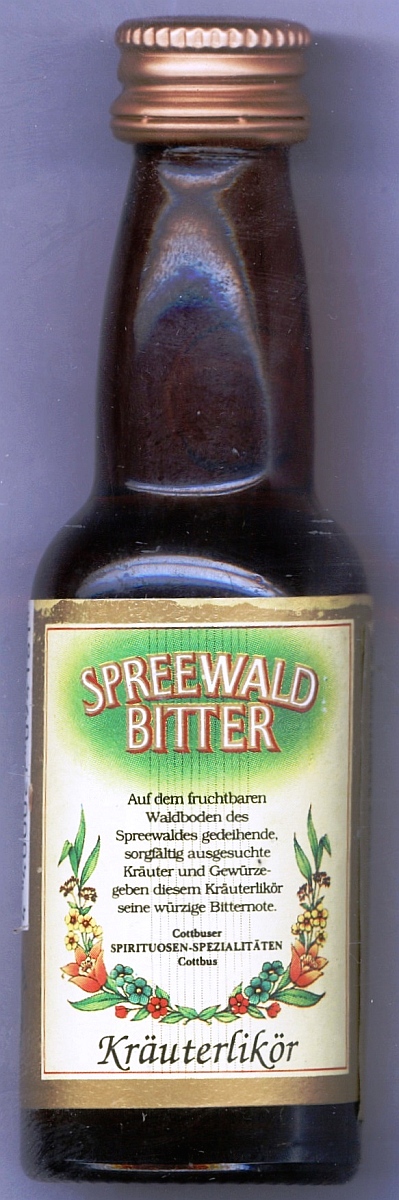 SPREEWALD
BITTER
Auf dem fruchtbaren
Waldboden des
Spreewaldes gedeihende,
sorgfältig ausgesuchte
Kräuter und Gewürze-
geben diesem Kräuterlikör
seine würzige Bitternote.
Cottbuser
SPIRITUOSEN-SPEZIALITÄTEN
Cottbus
Kräuterlikör